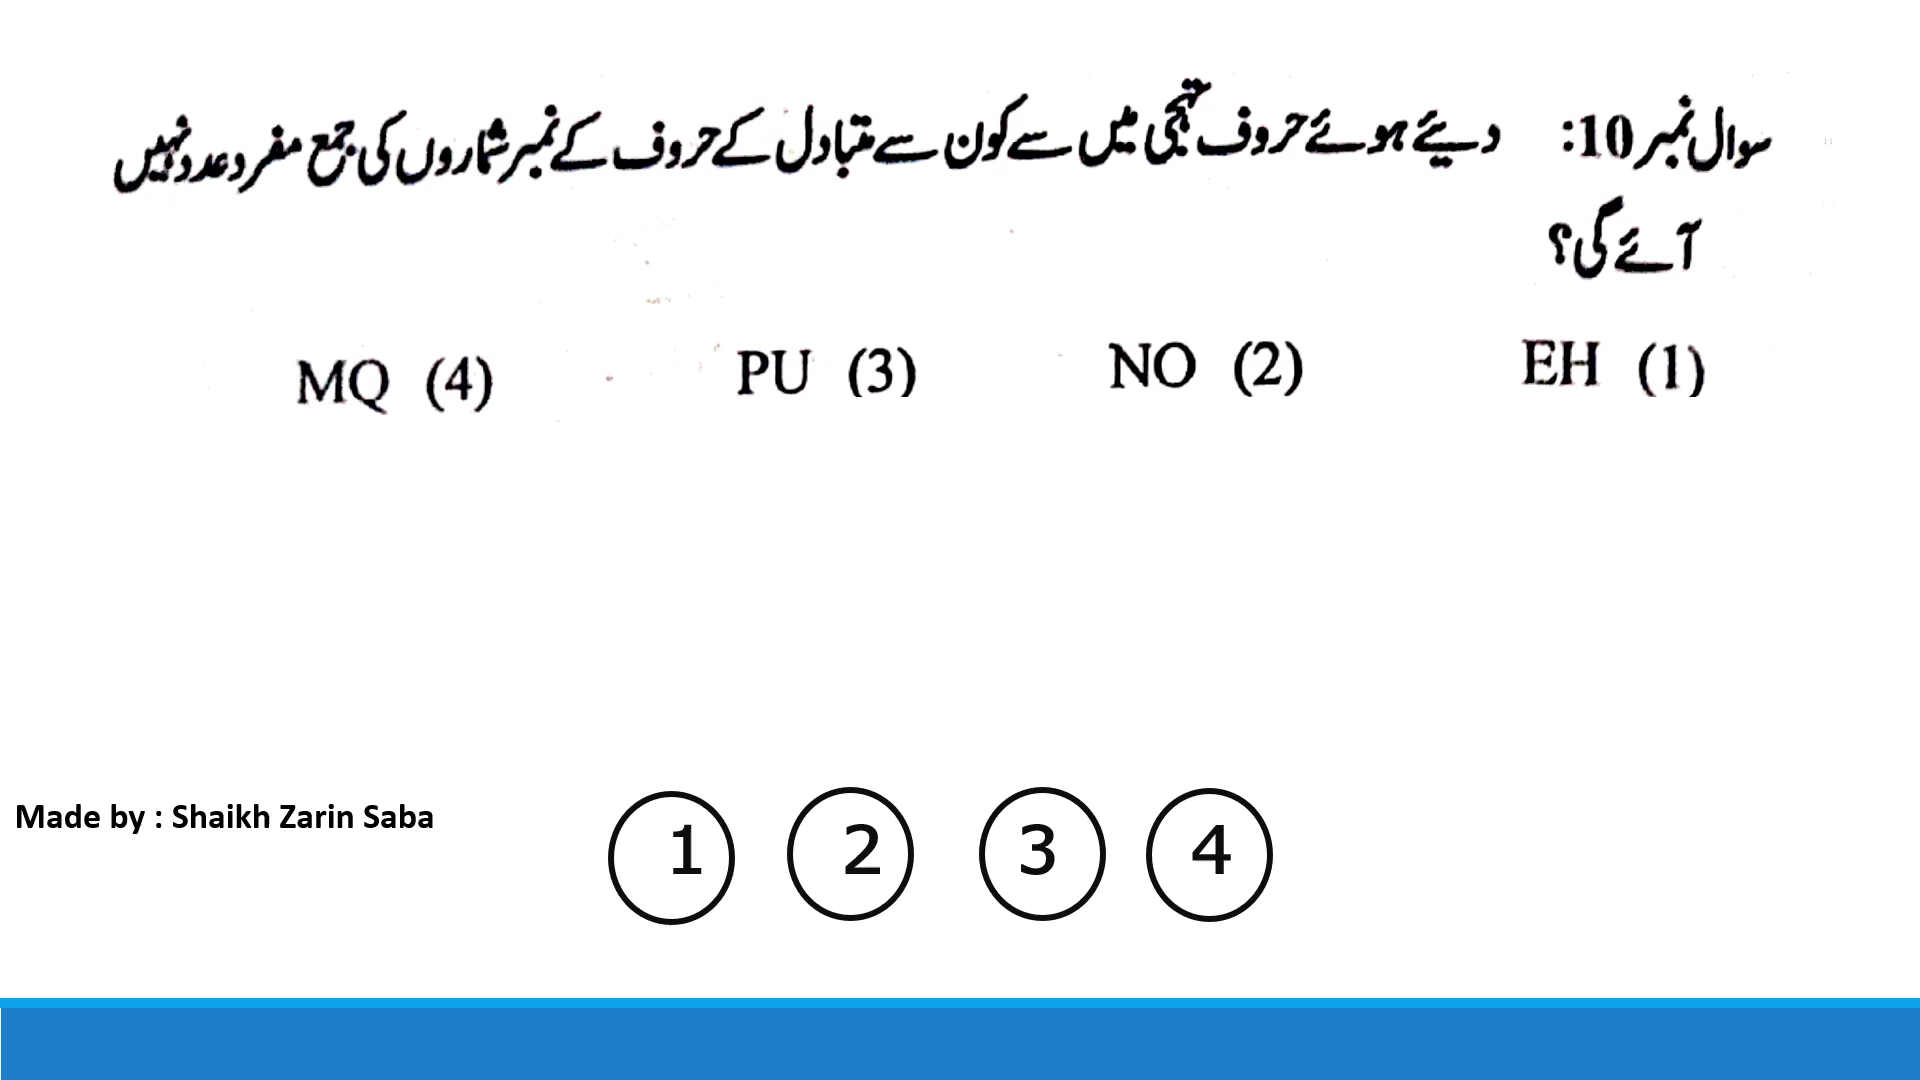 سوال نمبر 10: دیئے ہوئے حروف تہجی میں سے کون سے متبادل کے حروف کے نمبر شماروں کی جمع مفرد عدد نہیں
آئے گی؟
EH (1) NO (2) PU (3) MQ (4)
Made by : Shaikh Zarin Saba
1 2 3 4